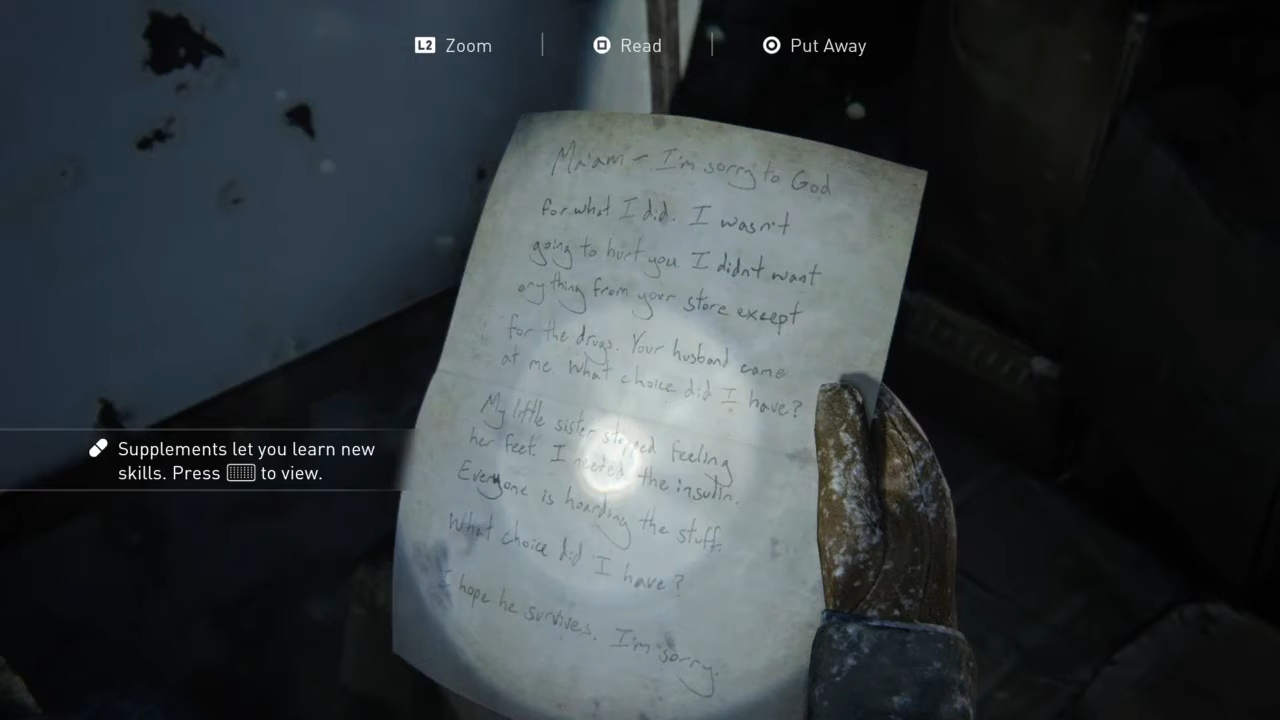 L2 Zoom | Read | Put Away
Ma'am - I'm sorry to God
for what I did. I wasn't
going to hurt you. I didn't want
anything from your store except
for the drugs. Your husband came
at me. What choice did I have?
My little sister stopped feeling
her feet. I needed the insulin.
Everyone is hoarding the stuff.
What choice did I have?
I hope he survives. I'm sorry.
Supplements let you learn new
skills. Press to view.